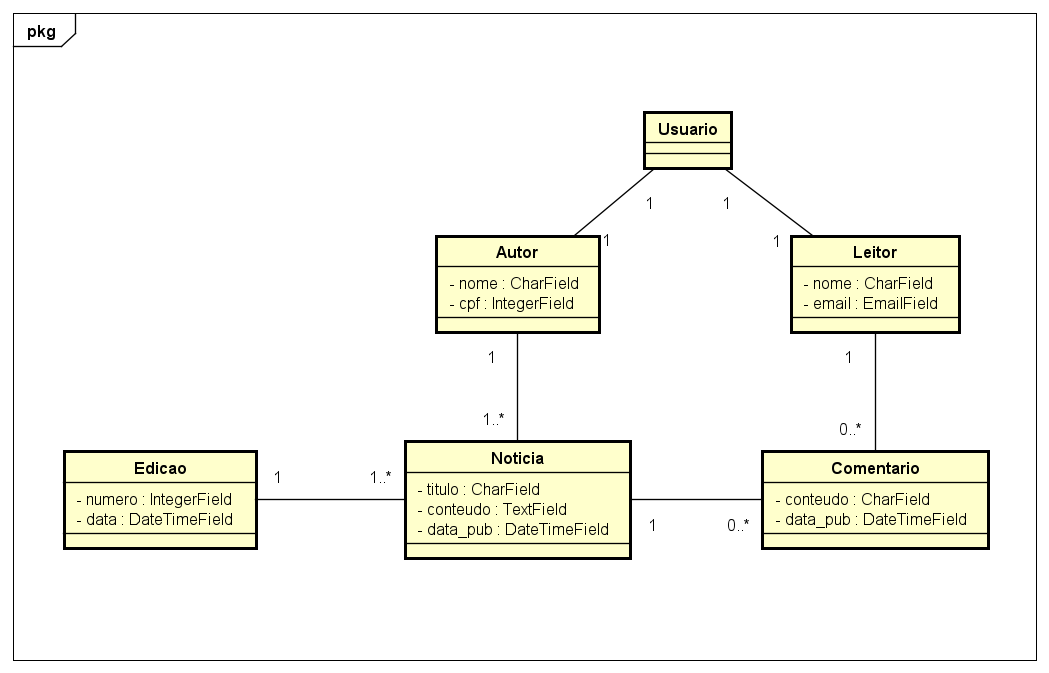 pkg
Usuario
1
1
1
1
Autor
- nome : CharField
- cpf : IntegerField
Leitor
- nome : CharField
- email : EmailField
1
1
1..*
0..*
Edicao
- numero : IntegerField
- data : DateTimeField
1
1..*
Noticia
- titulo : CharField
- conteudo : TextField
- data_pub : DateTimeField
1
0..*
Comentario
- conteudo : CharField
- data_pub : DateTimeField